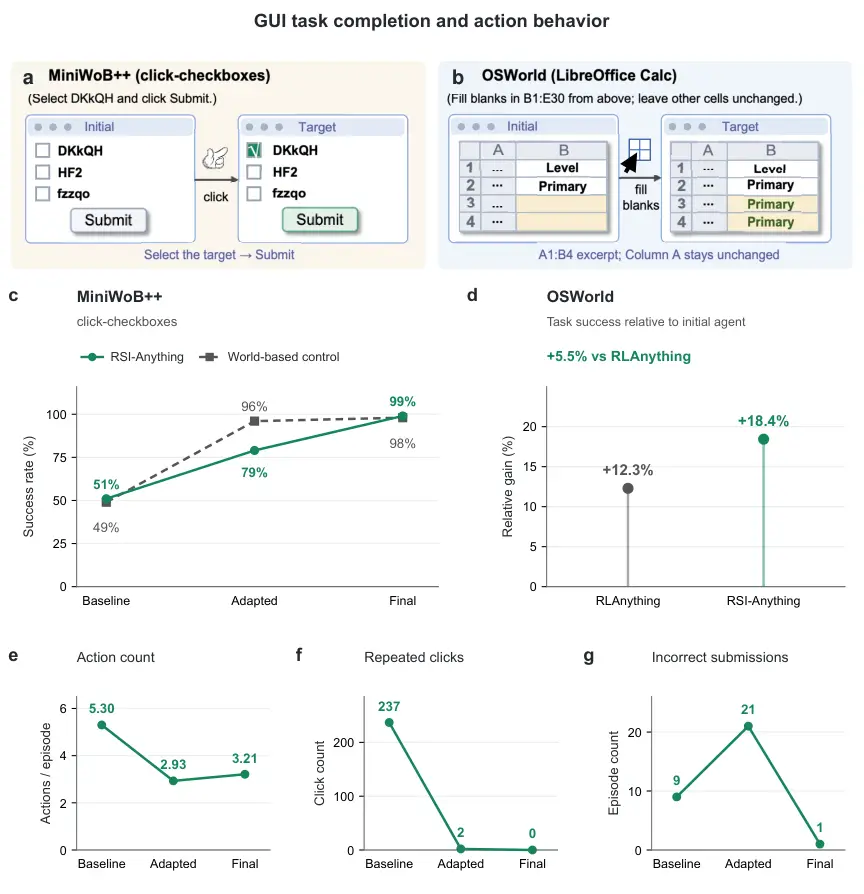 GUI task completion and action behavior
a MiniWoB++ (click-checkboxes)
(Select DKkQH and click Submit.)
Initial
DKkQH
HF2
fzzqo
Submit
click
Target
DKkQH
HF2
fzzqo
Submit
Select the target → Submit
b OSWorld (LibreOffice Calc)
(Fill blanks in B1:E30 from above; leave other cells unchanged.)
Initial
A B
1 ... Level
2 ... Primary
3 ...
4 ...
fill
blanks
Target
A B
1 ... Level
2 ... Primary
3 ... Primary
4 ... Primary
A1:B4 excerpt; Column A stays unchanged
c MiniWoB++
click-checkboxes
RSI-Anything World-based control
Success rate (%)
100
75
50
25
0
51%
49%
96%
79%
99%
98%
Baseline Adapted Final
d OSWorld
Task success relative to initial agent
+5.5% vs RLAnything
Relative gain (%)
20
15
10
5
0
+12.3%
+18.4%
RLAnything RSI-Anything
e Action count
Actions / episode
6
4
2
0
5.30
2.93
3.21
Baseline Adapted Final
f Repeated clicks
Click count
200
100
0
237
2
0
Baseline Adapted Final
g Incorrect submissions
Episode count
20
10
0
9
21
1
Baseline Adapted Final